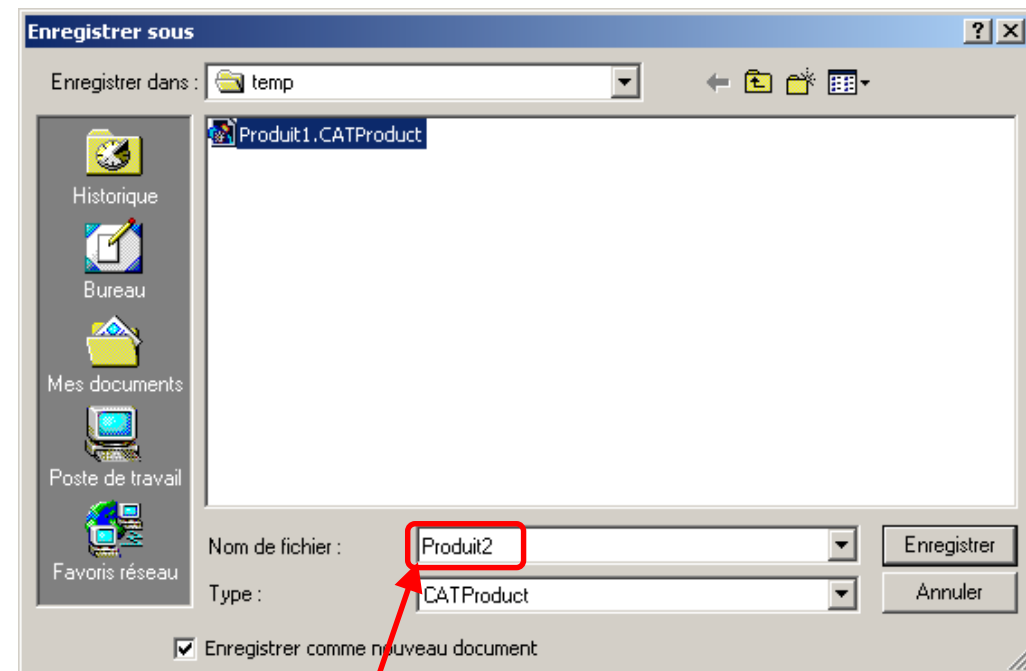 Enregistrer sous
Enregistrer dans : temp
Produit1.CATProduct
Historique
Bureau
Mes documents
Poste de travail
Favoris réseau
Nom de fichier : Produit2 Enregistrer
Type : CATProduct Annuler
Enregistrer comme nouveau document